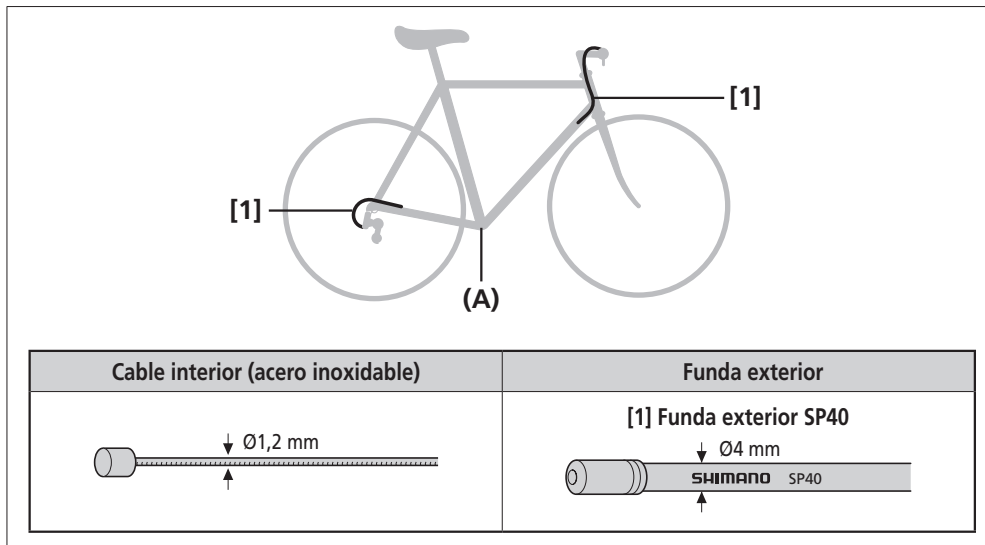 [1]
[1]
(A)
Cable interior (acero inoxidable)
Funda exterior
Ø1,2 mm
[1] Funda exterior SP40
Ø4 mm
SHIMANO SP40